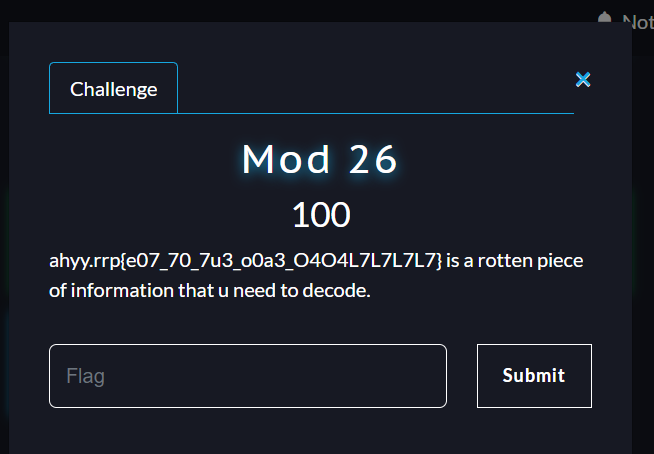 Not
Challenge
×
Mod 26
100
ahyy.rrp{e07_70_7u3_o0a3_O4O4L7L7L7L7} is a rotten piece
of information that u need to decode.
Flag
Submit